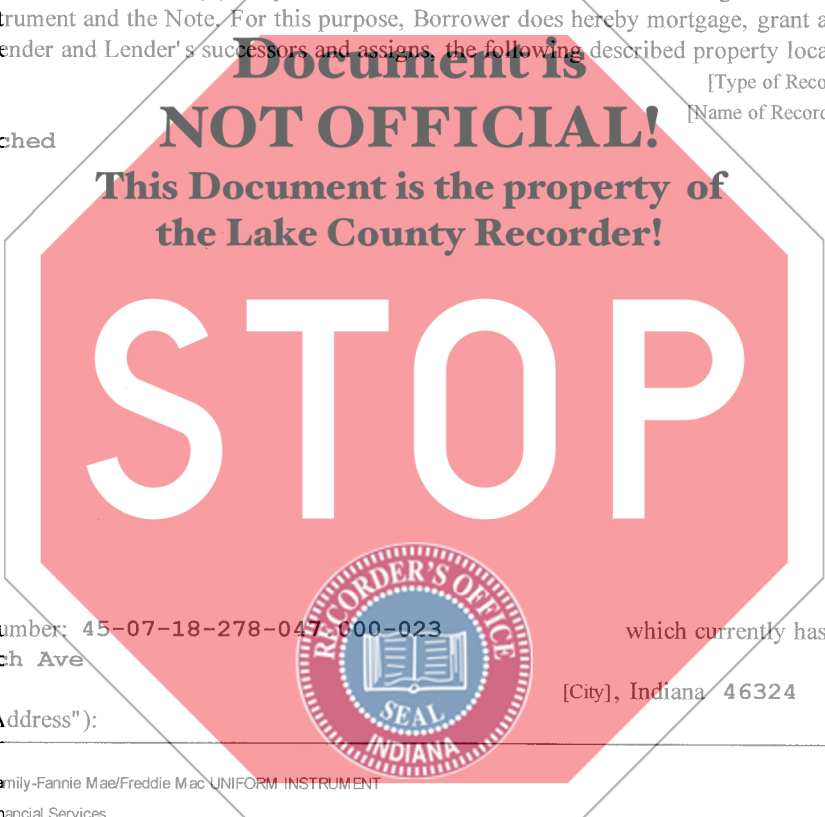 trument and the Note. For this purpose, Borrower does hereby mortgage, grant a
ender and Lender's successors and assigns, the following described property loca
Document is
[Type of Reco
NOT OFFICIAL!
[Name of Record
ched
This Document is the property of
the Lake County Recorder!
STOP
RECORDER'S OFFICE
umber: 45-07-18-278-047.000-023 which currently has
ch Ave
[City], Indiana 46324
SEAL
Address"):
INDIANA
amily-Fannie Mae/Freddie Mac UNIFORM INSTRUMENT
nancial Services